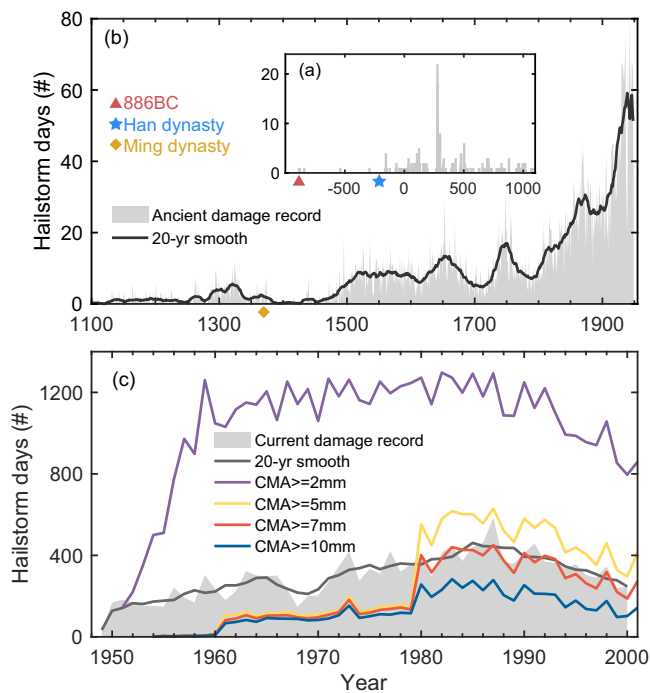 80
(b)
60
40
20
0
Hailstorm days (#)
886BC
Han dynasty
Ming dynasty
(a)
20
10
0
-500 0 500 1000
Ancient damage record
20-yr smooth
1100 1300 1500 1700 1900
(c)
1200
800
400
0
Hailstorm days (#)
Current damage record
20-yr smooth
CMA>=2mm
CMA>=5mm
CMA>=7mm
CMA>=10mm
1950 1960 1970 1980 1990 2000
Year